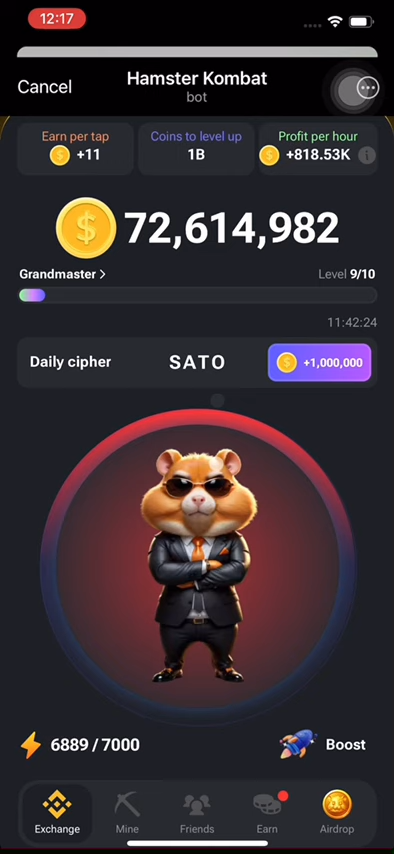 12:17
Cancel
Hamster Kombat
bot
Earn per tap
+11
Coins to level up
1B
Profit per hour
+818.53K
72,614,982
Grandmaster
Level 9/10
11:42:24
Daily cipher
SATO
+1,000,000
6889 / 7000
Boost
Exchange
Mine
Friends
Earn
Airdrop